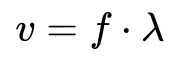 v = f · λ